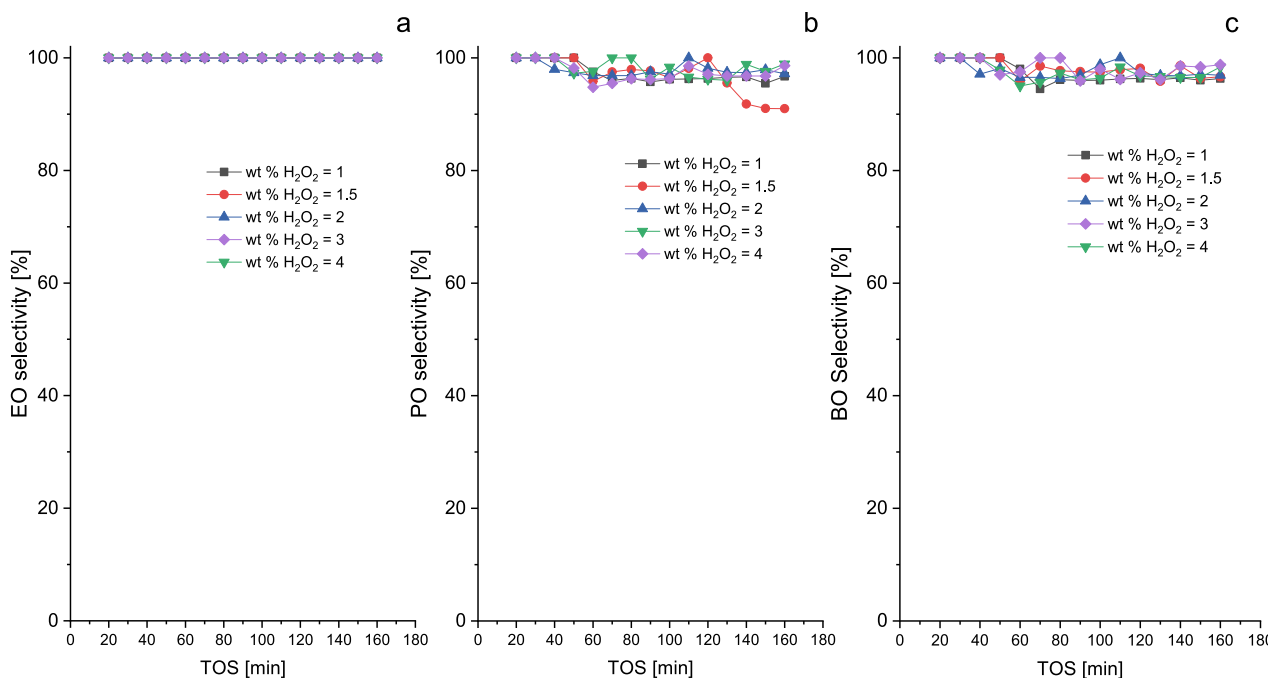 a
EO selectivity [%]
100
80
60
40
20
0
wt % H₂O₂ = 1
wt % H₂O₂ = 1.5
wt % H₂O₂ = 2
wt % H₂O₂ = 3
wt % H₂O₂ = 4
0 20 40 60 80 100 120 140 160 180
TOS [min]
b
PO selectivity [%]
100
80
60
40
20
0
wt % H₂O₂ = 1
wt % H₂O₂ = 1.5
wt % H₂O₂ = 2
wt % H₂O₂ = 3
wt % H₂O₂ = 4
0 20 40 60 80 100 120 140 160 180
TOS [min]
c
BO Selectivity [%]
100
80
60
40
20
0
wt % H₂O₂ = 1
wt % H₂O₂ = 1.5
wt % H₂O₂ = 2
wt % H₂O₂ = 3
wt % H₂O₂ = 4
0 20 40 60 80 100 120 140 160 180
TOS [min]